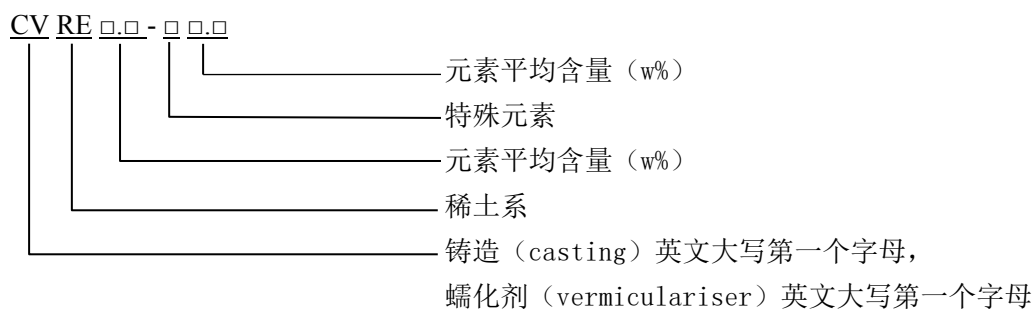 CV RE □.□ - □ □.□
元素平均含量（w%）
特殊元素
元素平均含量（w%）
稀土系
铸造（casting）英文大写第一个字母，
蠕化剂（vermiculariser）英文大写第一个字母